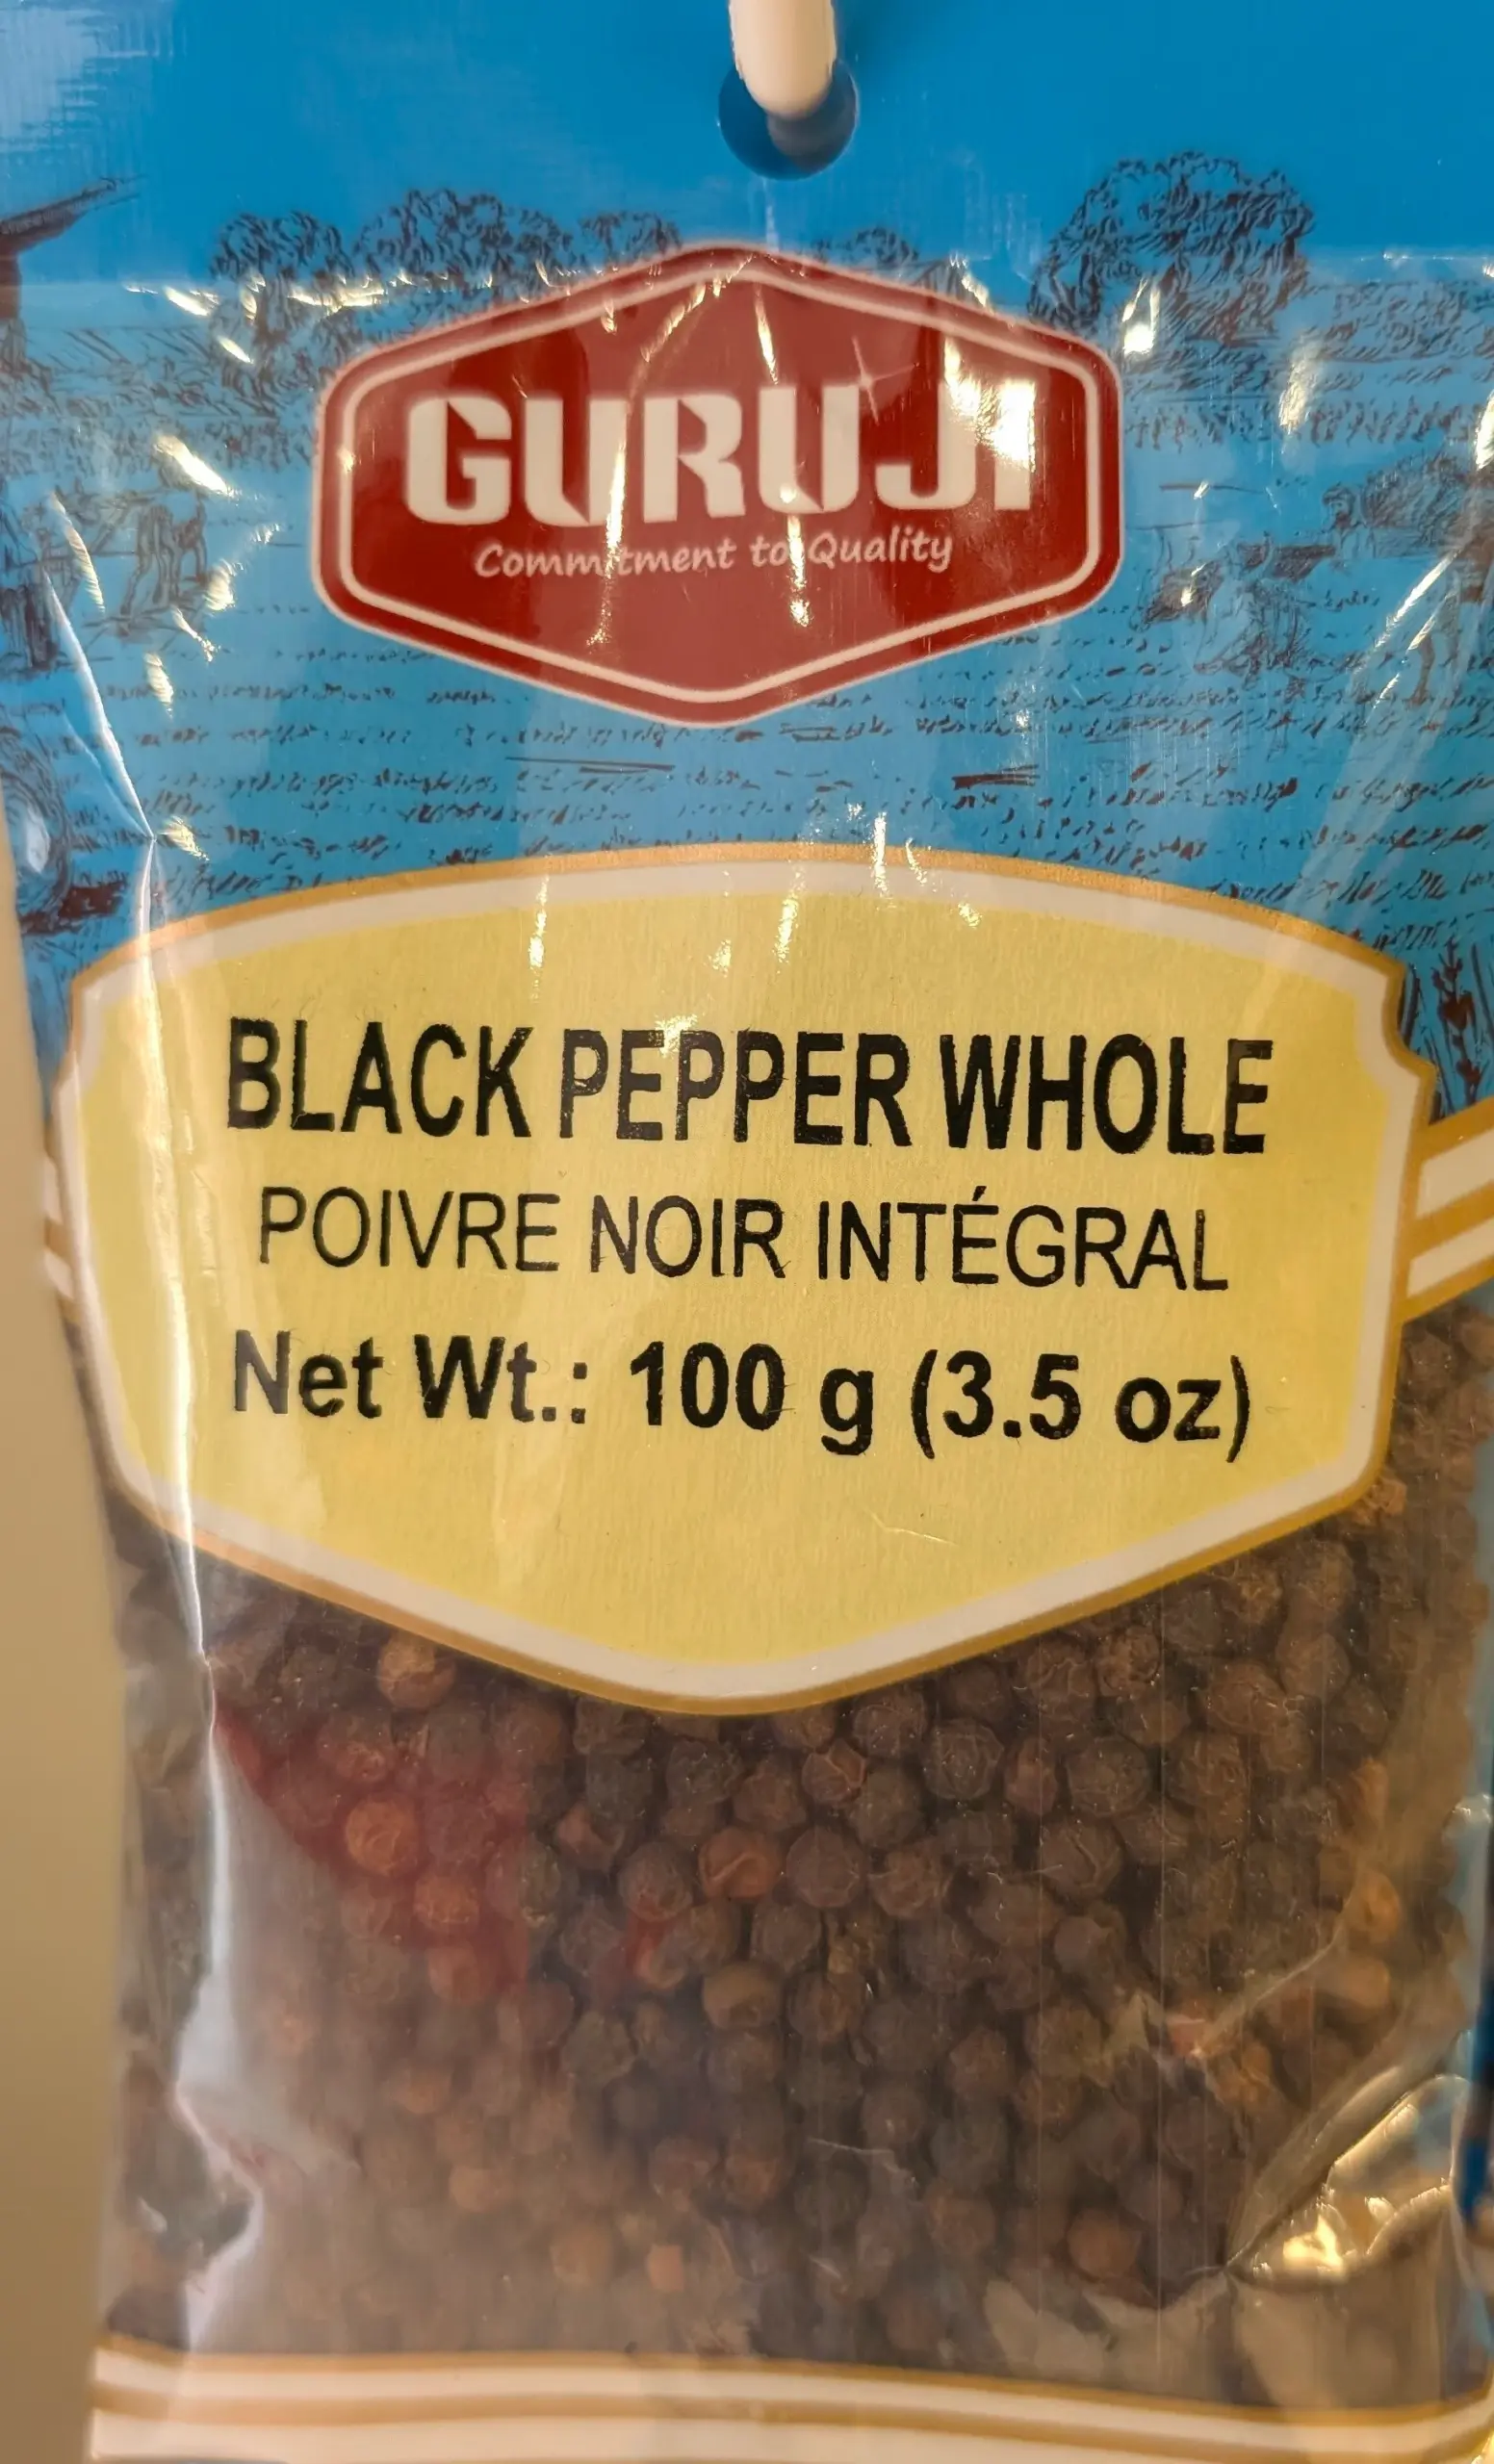 GURUJI
Commitment to Quality
BLACK PEPPER WHOLE
POIVRE NOIR INTÉGRAL
Net Wt.: 100 g (3.5 oz)